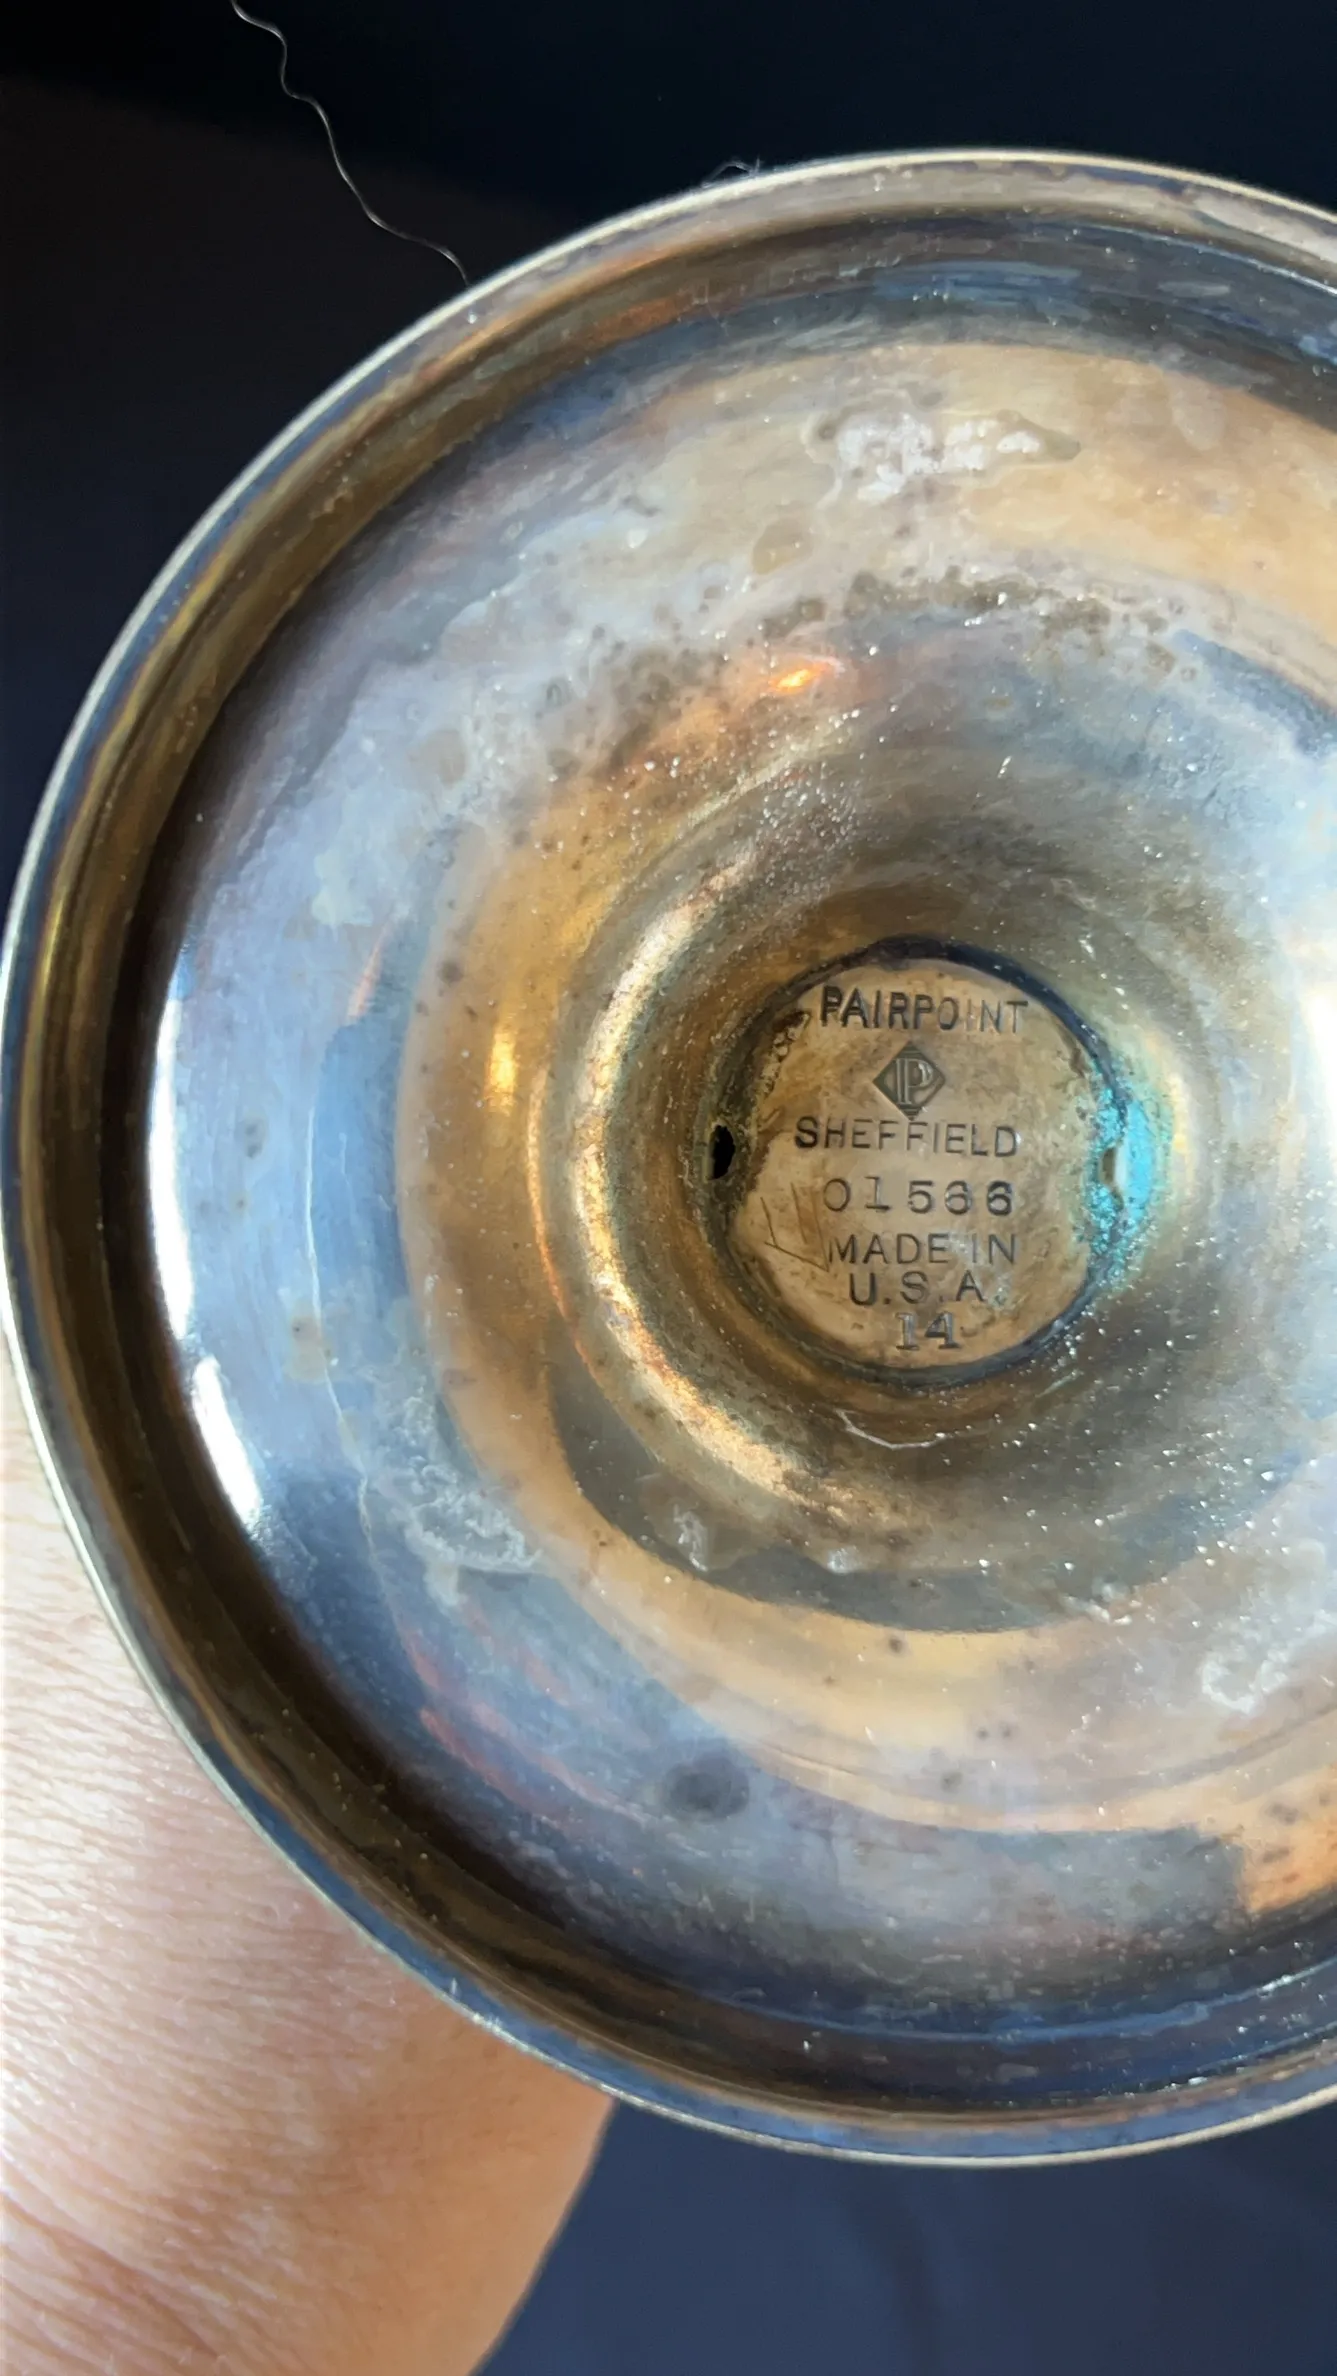 PAIRPOINT
P
SHEFFIELD
01566
MADE IN
U.S.A.
14